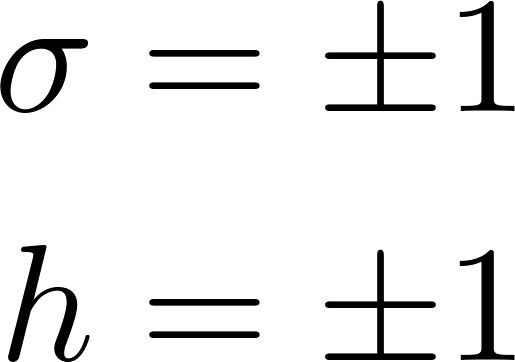 σ = ±1
h = ±1